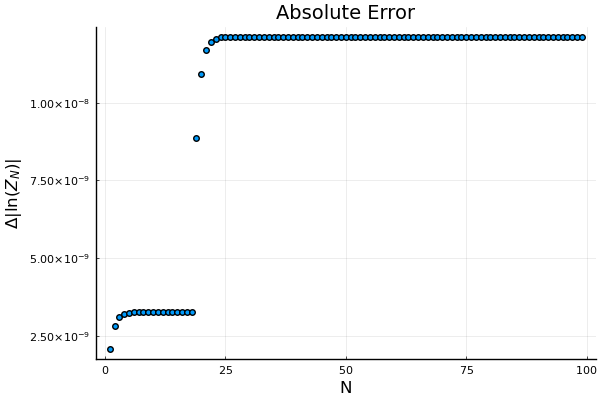 Absolute Error
Δ|ln(Z_N)|
1.00×10⁻⁸
7.50×10⁻⁹
5.00×10⁻⁹
2.50×10⁻⁹
0 25 50 75 100
N